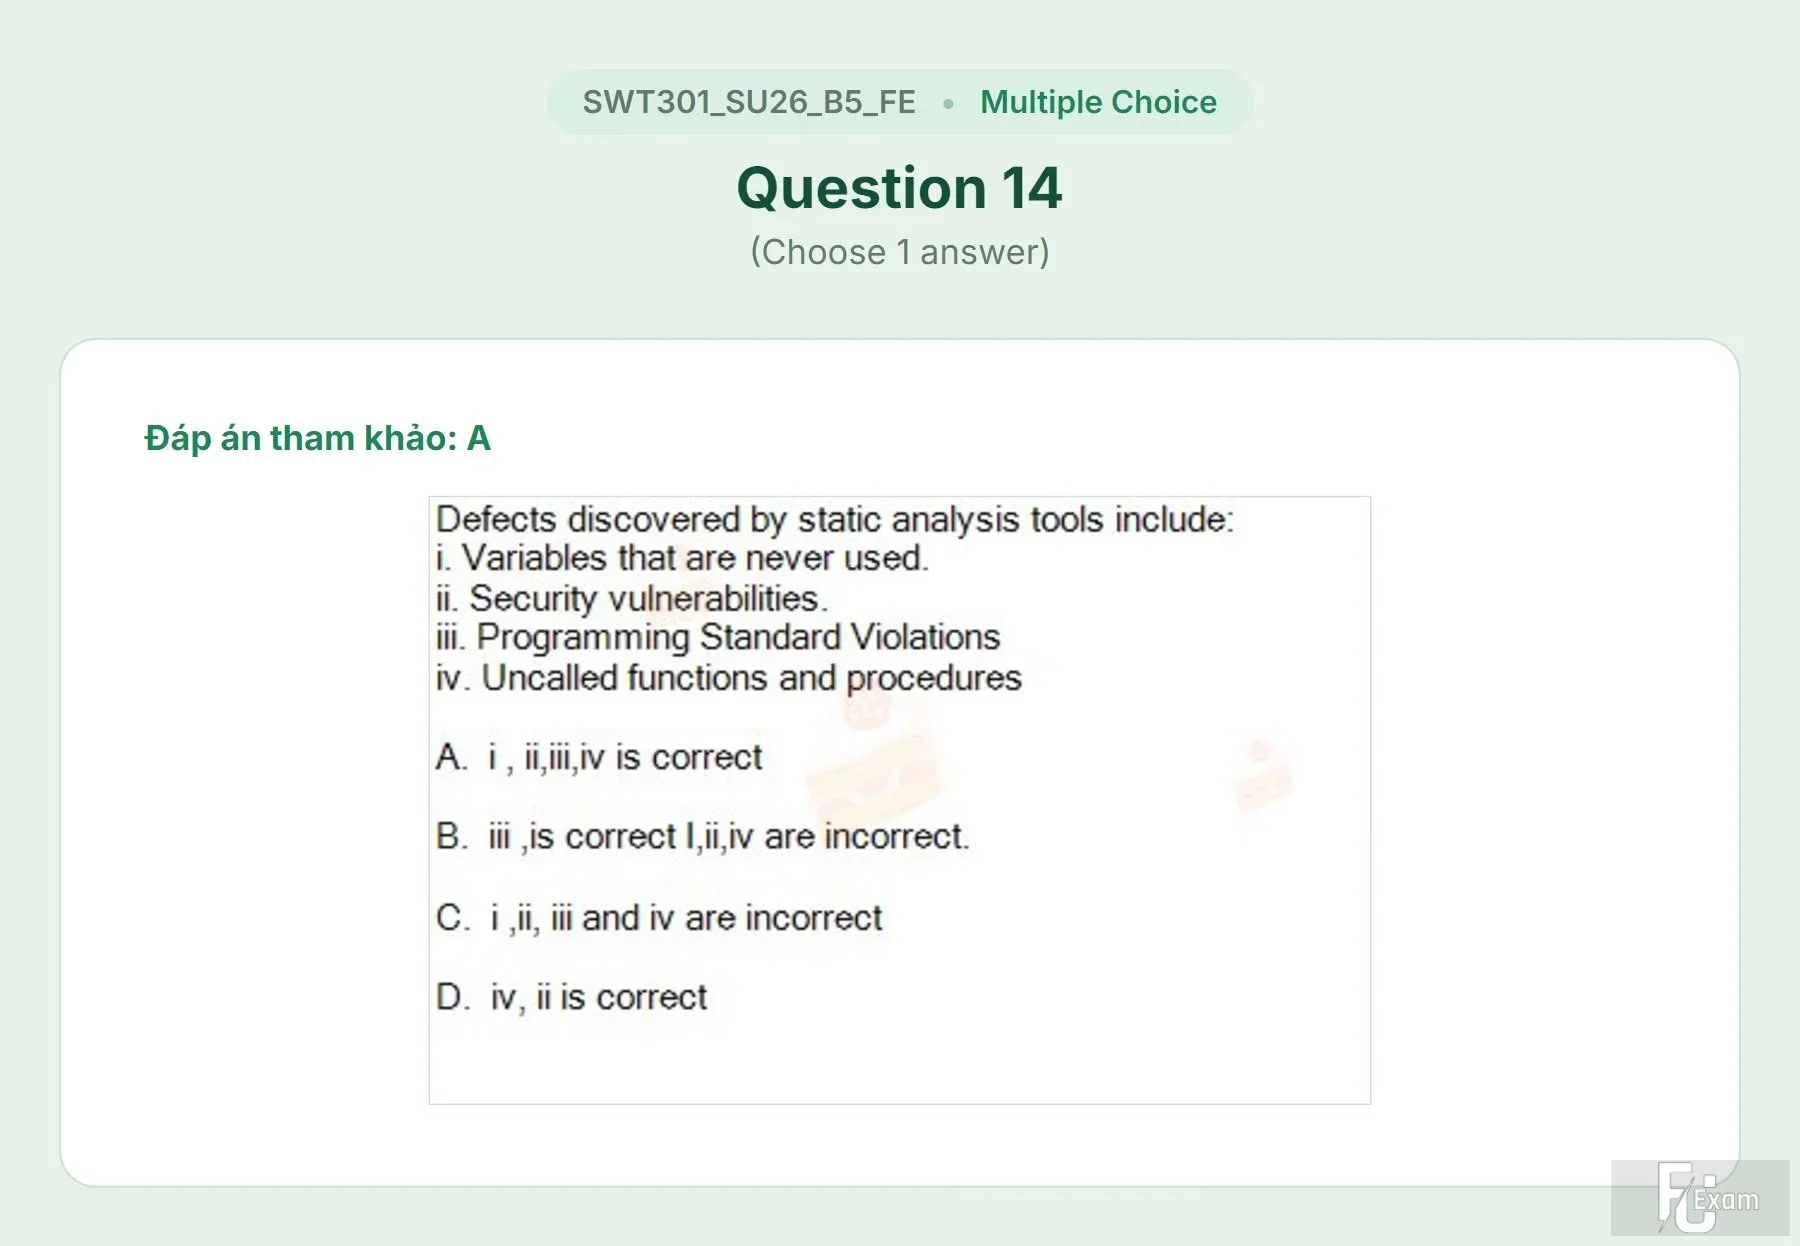 SWT301_SU26_B5_FE • Multiple Choice
Question 14
(Choose 1 answer)
Đáp án tham khảo: A
Defects discovered by static analysis tools include:
i. Variables that are never used.
ii. Security vulnerabilities.
iii. Programming Standard Violations
iv. Uncalled functions and procedures
A. i , ii,iii,iv is correct
B. iii ,is correct I,ii,iv are incorrect.
C. i ,ii, iii and iv are incorrect
D. iv, ii is correct
FU Exam